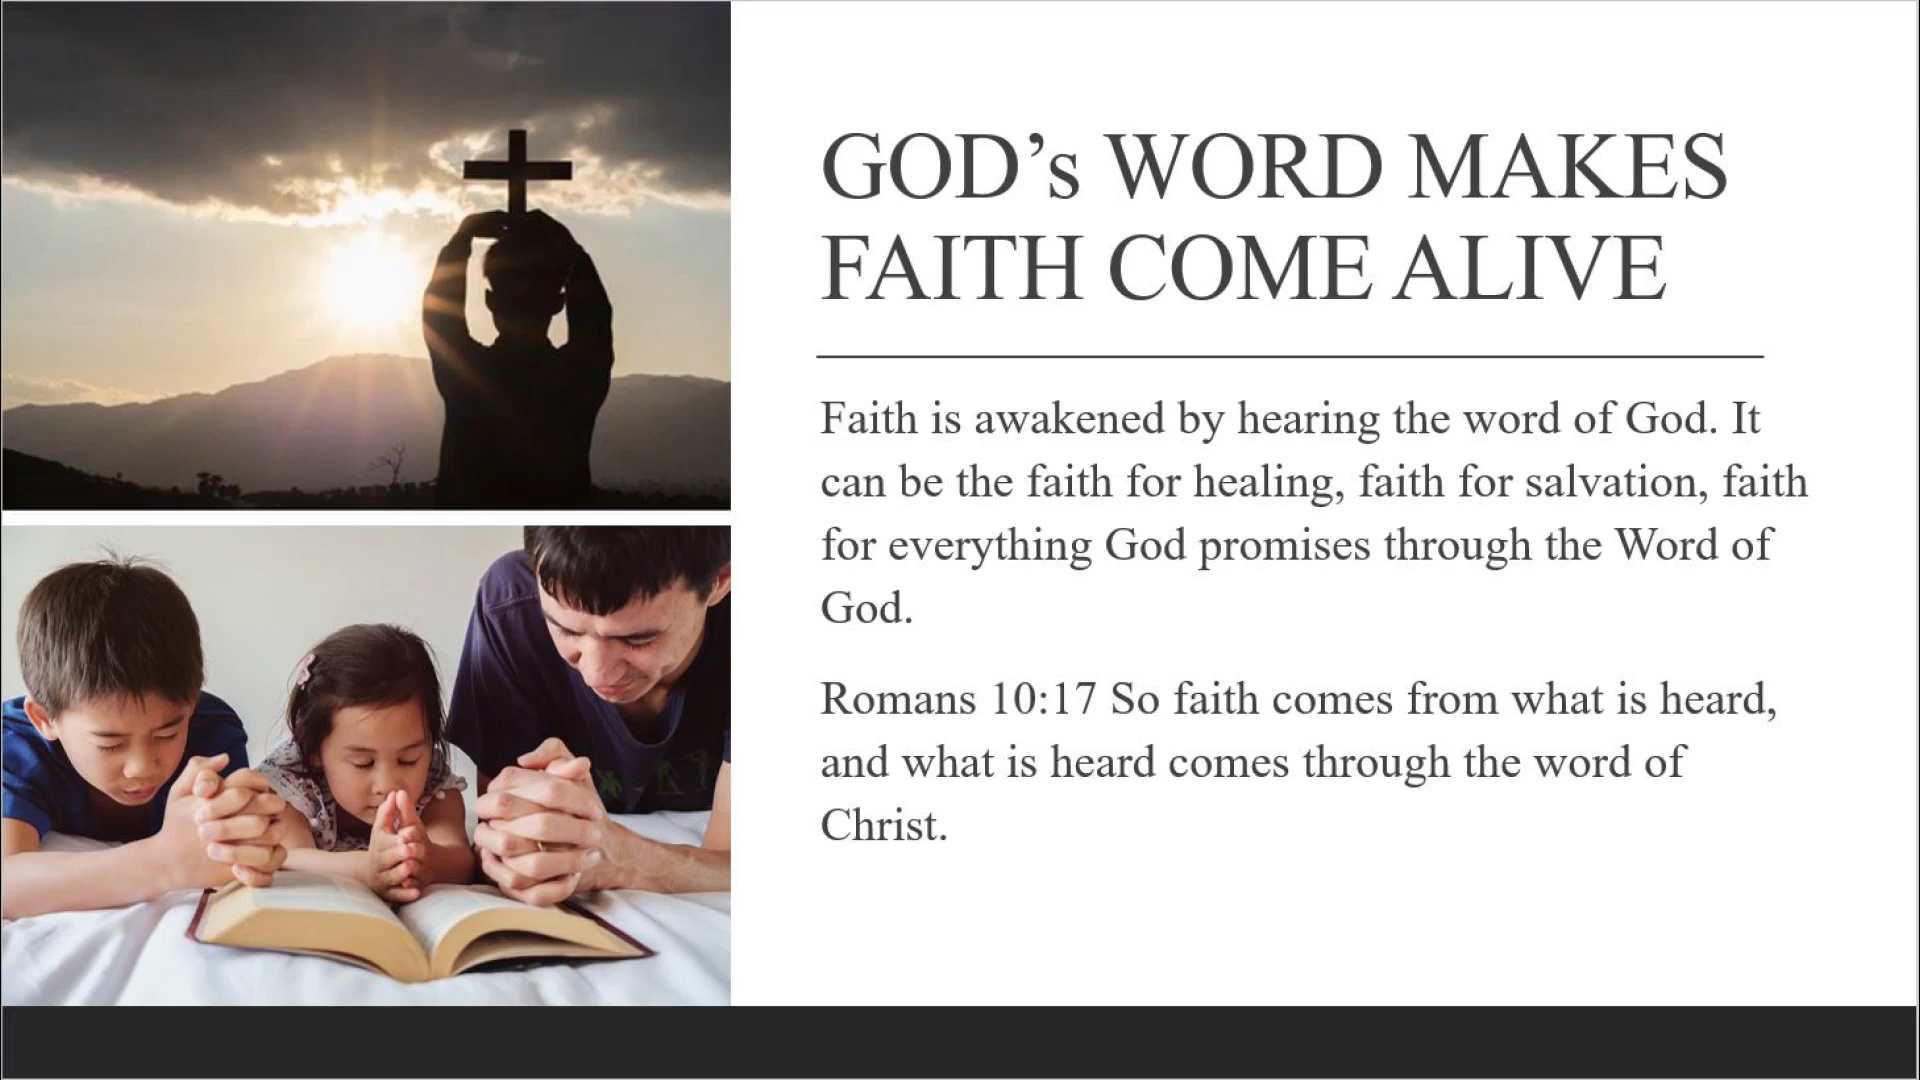 GOD’s WORD MAKES
FAITH COME ALIVE
Faith is awakened by hearing the word of God. It
can be the faith for healing, faith for salvation, faith
for everything God promises through the Word of
God.
Romans 10:17 So faith comes from what is heard,
and what is heard comes through the word of
Christ.